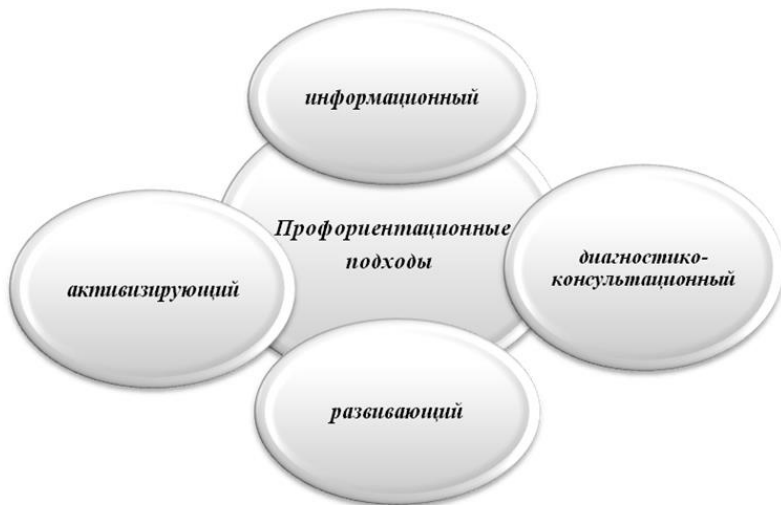 информационный
Профориентационные
подходы
активизирующий
диагностико-
консультационный
развивающий